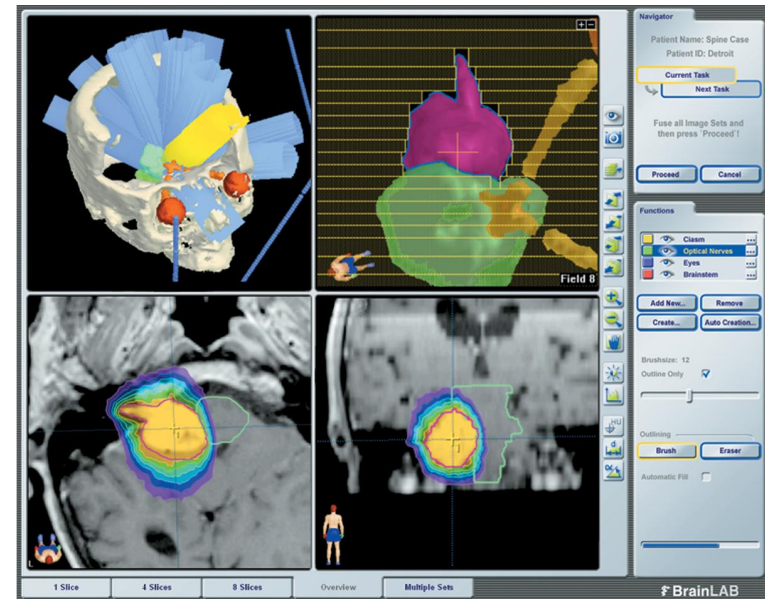 Navigator
Patient Name: Spine Case
Patient ID: Detroit
Current Task
Next Task
Fuse all Image Sets and
then press `Proceed´!
Proceed
Cancel
Field 8
Functions
Ciasm
Optical Nerves
Eyes
Brainstem
Add New...
Remove
Create...
Auto Creation...
Brushsize: 12
Outline Only
HU
d
Outlining
Brush
Eraser
Automatic Fill
L
1 Slice
4 Slices
8 Slices
Overview
Multiple Sets
BrainLAB